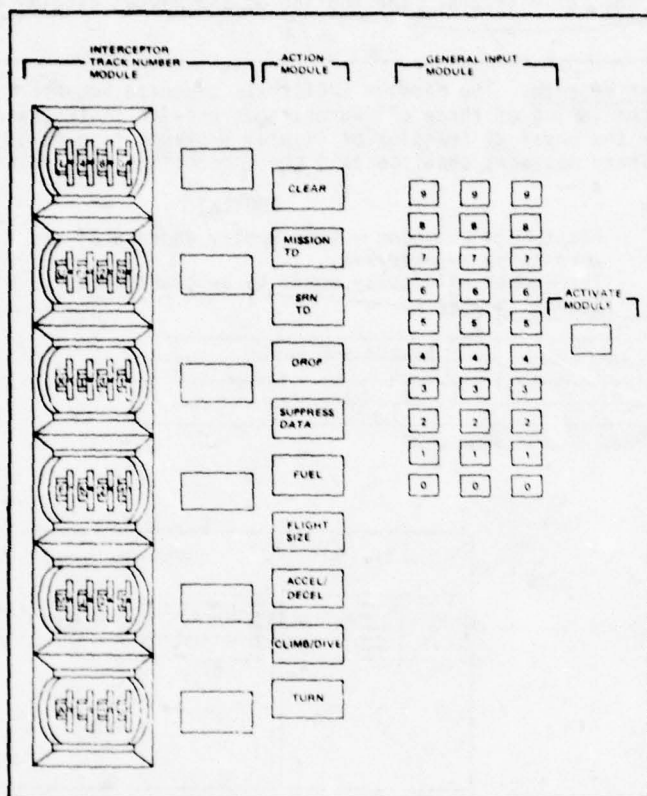 INTERCEPTOR
TRACK NUMBER
MODULE
ACTION
MODULE
GENERAL INPUT
MODULE
ACTIVATE
MODULE
CLEAR
MISSION
TD
SRN
TD
DROP
SUPPRESS
DATA
FUEL
FLIGHT
SIZE
ACCEL/
DECEL
CLIMB/DIVE
TURN
9 9 9
8 8 8
7 7 7
6 6 6
5 5 5
4 4 4
3 3 3
2 2 2
1 1 1
0 0 0